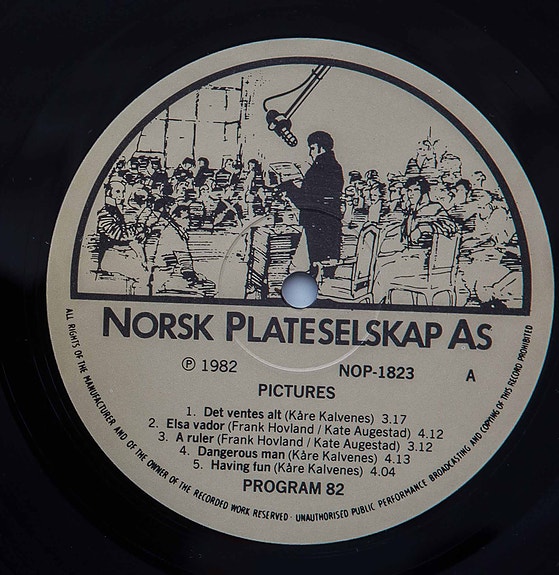 NORSK PLATESELSKAP AS
℗ 1982 NOP-1823 A
PICTURES
1. Det ventes alt (Kåre Kalvenes) 3.17
2. Elsa vador (Frank Hovland / Kate Augestad) 4.12
3. A ruler (Frank Hovland / Kate Augestad) 3.12
4. Dangerous man (Kåre Kalvenes) 4.13
5. Having fun (Kåre Kalvenes) 4.04
PROGRAM 82
ALL RIGHTS OF THE MANUFACTURER AND OF THE OWNER OF THE RECORDED WORK RESERVED · UNAUTHORISED PUBLIC PERFORMANCE BROADCASTING AND COPYING OF THIS RECORD PROHIBITED